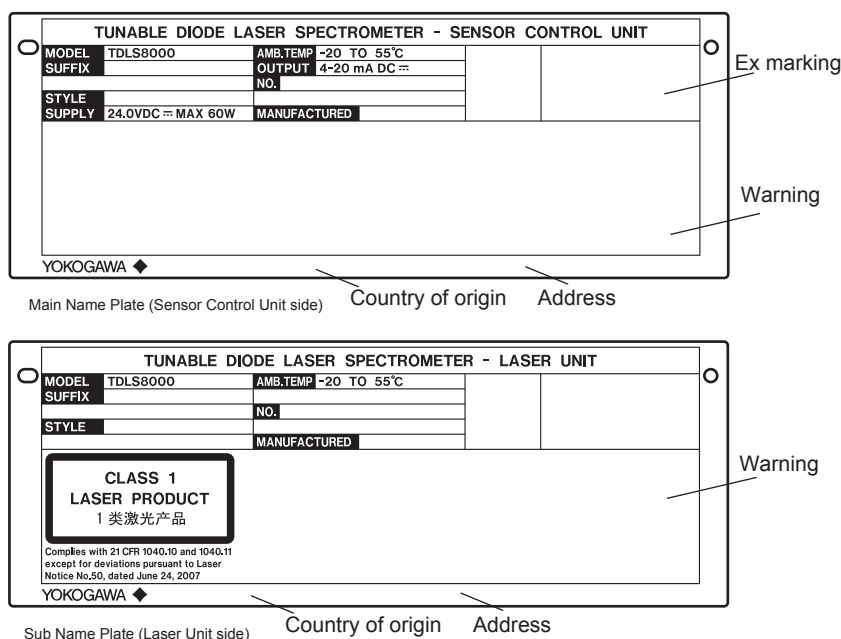 TUNABLE DIODE LASER SPECTROMETER - SENSOR CONTROL UNIT
MODEL TDLS8000 AMB.TEMP -20 TO 55℃
SUFFIX OUTPUT 4-20 mA DC ⎓
NO.
STYLE
SUPPLY 24.0VDC ⎓ MAX 60W MANUFACTURED
Ex marking
Warning
YOKOGAWA
Main Name Plate (Sensor Control Unit side) Country of origin Address
TUNABLE DIODE LASER SPECTROMETER - LASER UNIT
MODEL TDLS8000 AMB.TEMP -20 TO 55℃
SUFFIX
NO.
STYLE
MANUFACTURED
Warning
CLASS 1
LASER PRODUCT
1 类激光产品
Complies with 21 CFR 1040.10 and 1040.11
except for deviations pursuant to Laser
Notice No.50, dated June 24, 2007
YOKOGAWA
Sub Name Plate (Laser Unit side) Country of origin Address